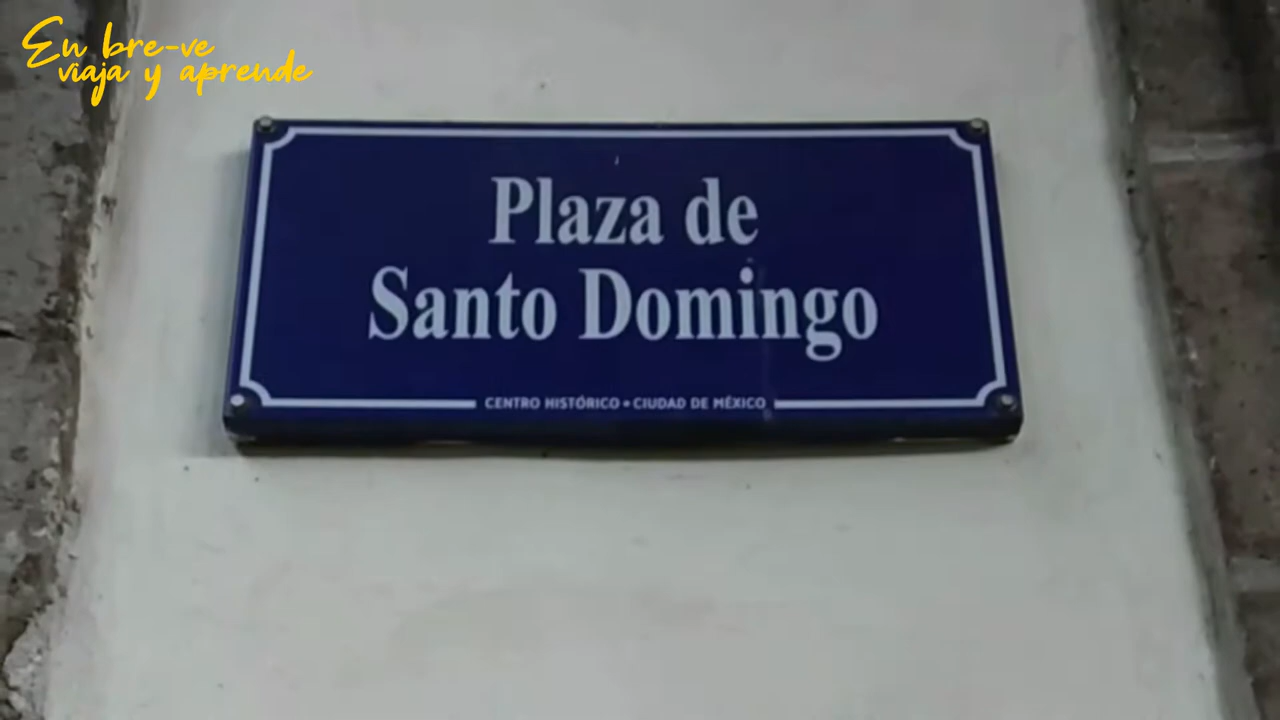 En bre-ve
viaja y aprende
Plaza de
Santo Domingo
CENTRO HISTÓRICO • CIUDAD DE MÉXICO